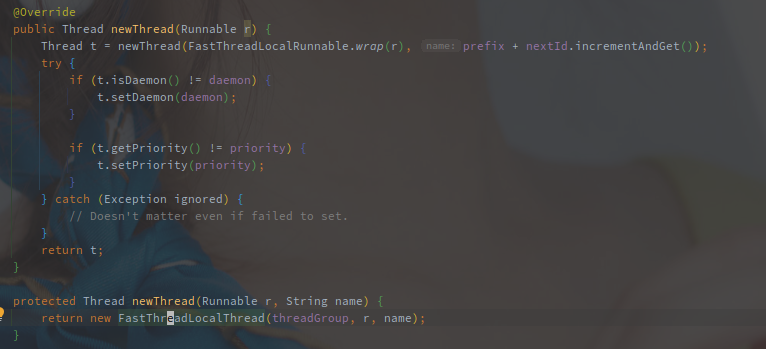 @Override
public Thread newThread(Runnable r) {
Thread t = newThread(FastThreadLocalRunnable.wrap(r), name: prefix + nextId.incrementAndGet());
try {
if (t.isDaemon() != daemon) {
t.setDaemon(daemon);
}
if (t.getPriority() != priority) {
t.setPriority(priority);
}
} catch (Exception ignored) {
// Doesn't matter even if failed to set.
}
return t;
}
protected Thread newThread(Runnable r, String name) {
return new FastThreadLocalThread(threadGroup, r, name);
}